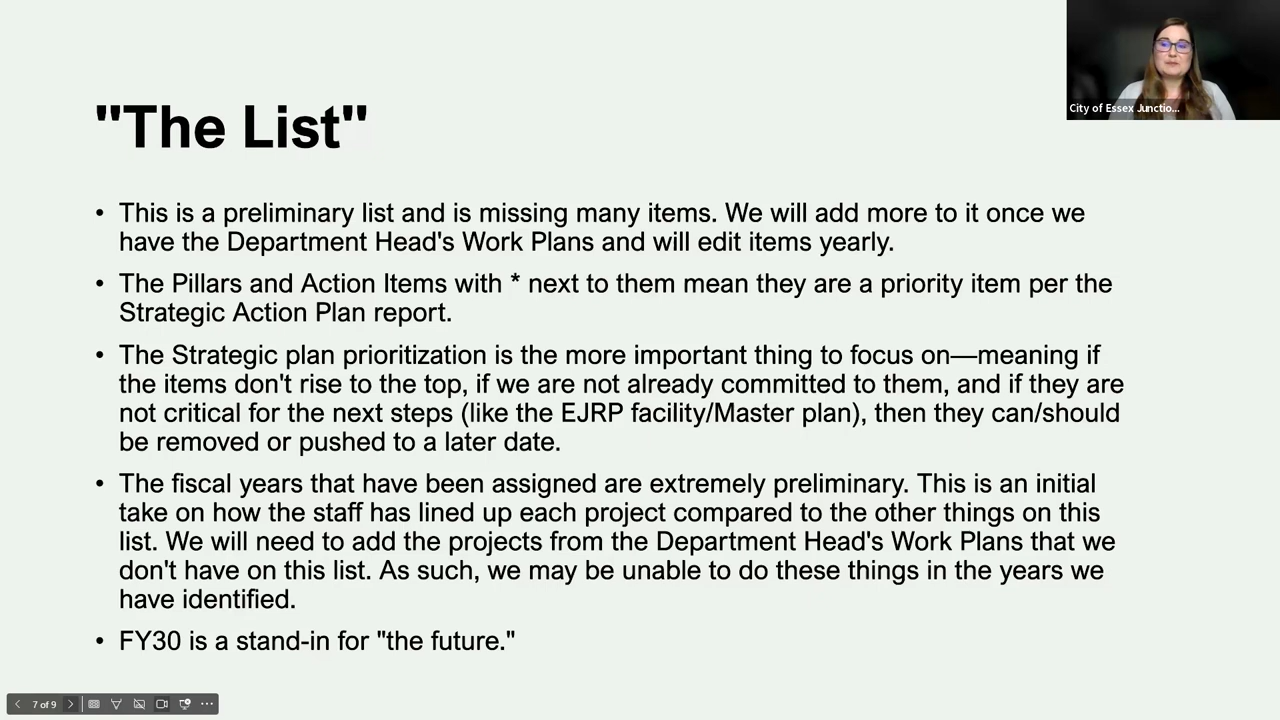 City of Essex Junctio...
"The List"
• This is a preliminary list and is missing many items. We will add more to it once we
have the Department Head's Work Plans and will edit items yearly.
• The Pillars and Action Items with * next to them mean they are a priority item per the
Strategic Action Plan report.
• The Strategic plan prioritization is the more important thing to focus on—meaning if
the items don't rise to the top, if we are not already committed to them, and if they are
not critical for the next steps (like the EJRP facility/Master plan), then they can/should
be removed or pushed to a later date.
• The fiscal years that have been assigned are extremely preliminary. This is an initial
take on how the staff has lined up each project compared to the other things on this
list. We will need to add the projects from the Department Head's Work Plans that we
don't have on this list. As such, we may be unable to do these things in the years we
have identified.
• FY30 is a stand-in for "the future."
7 of 9